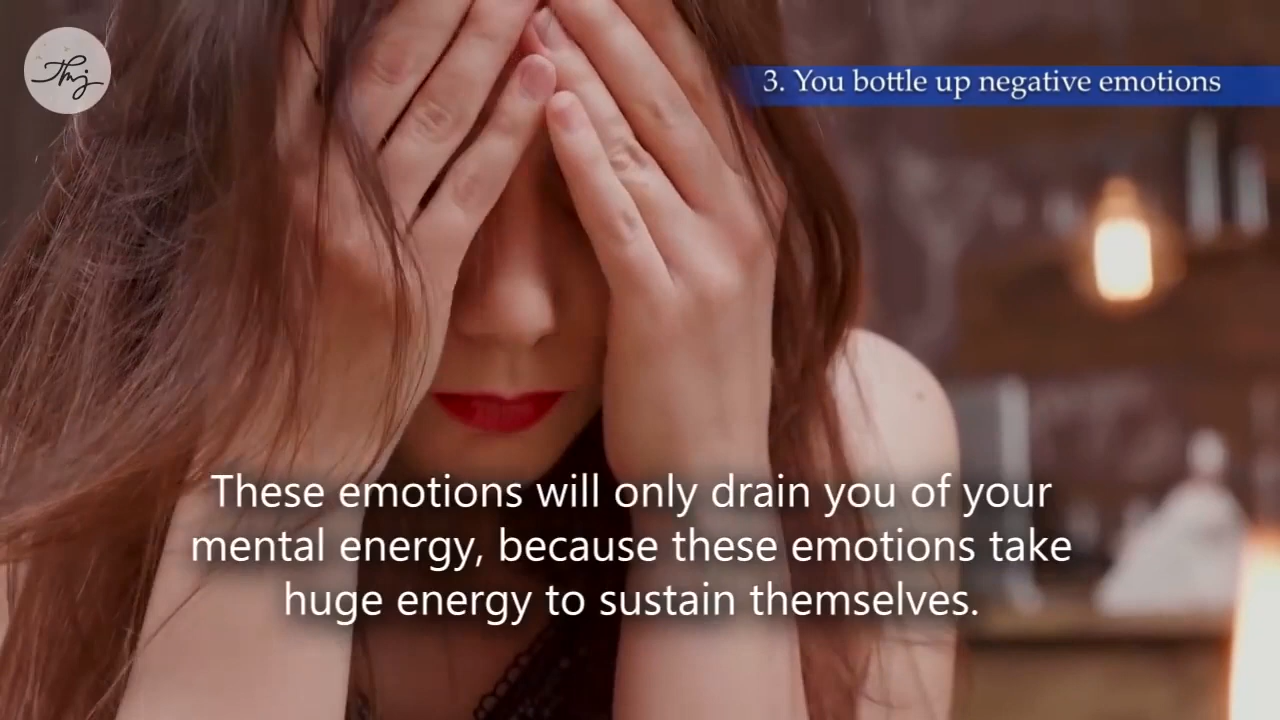 3. You bottle up negative emotions
These emotions will only drain you of your
mental energy, because these emotions take
huge energy to sustain themselves.